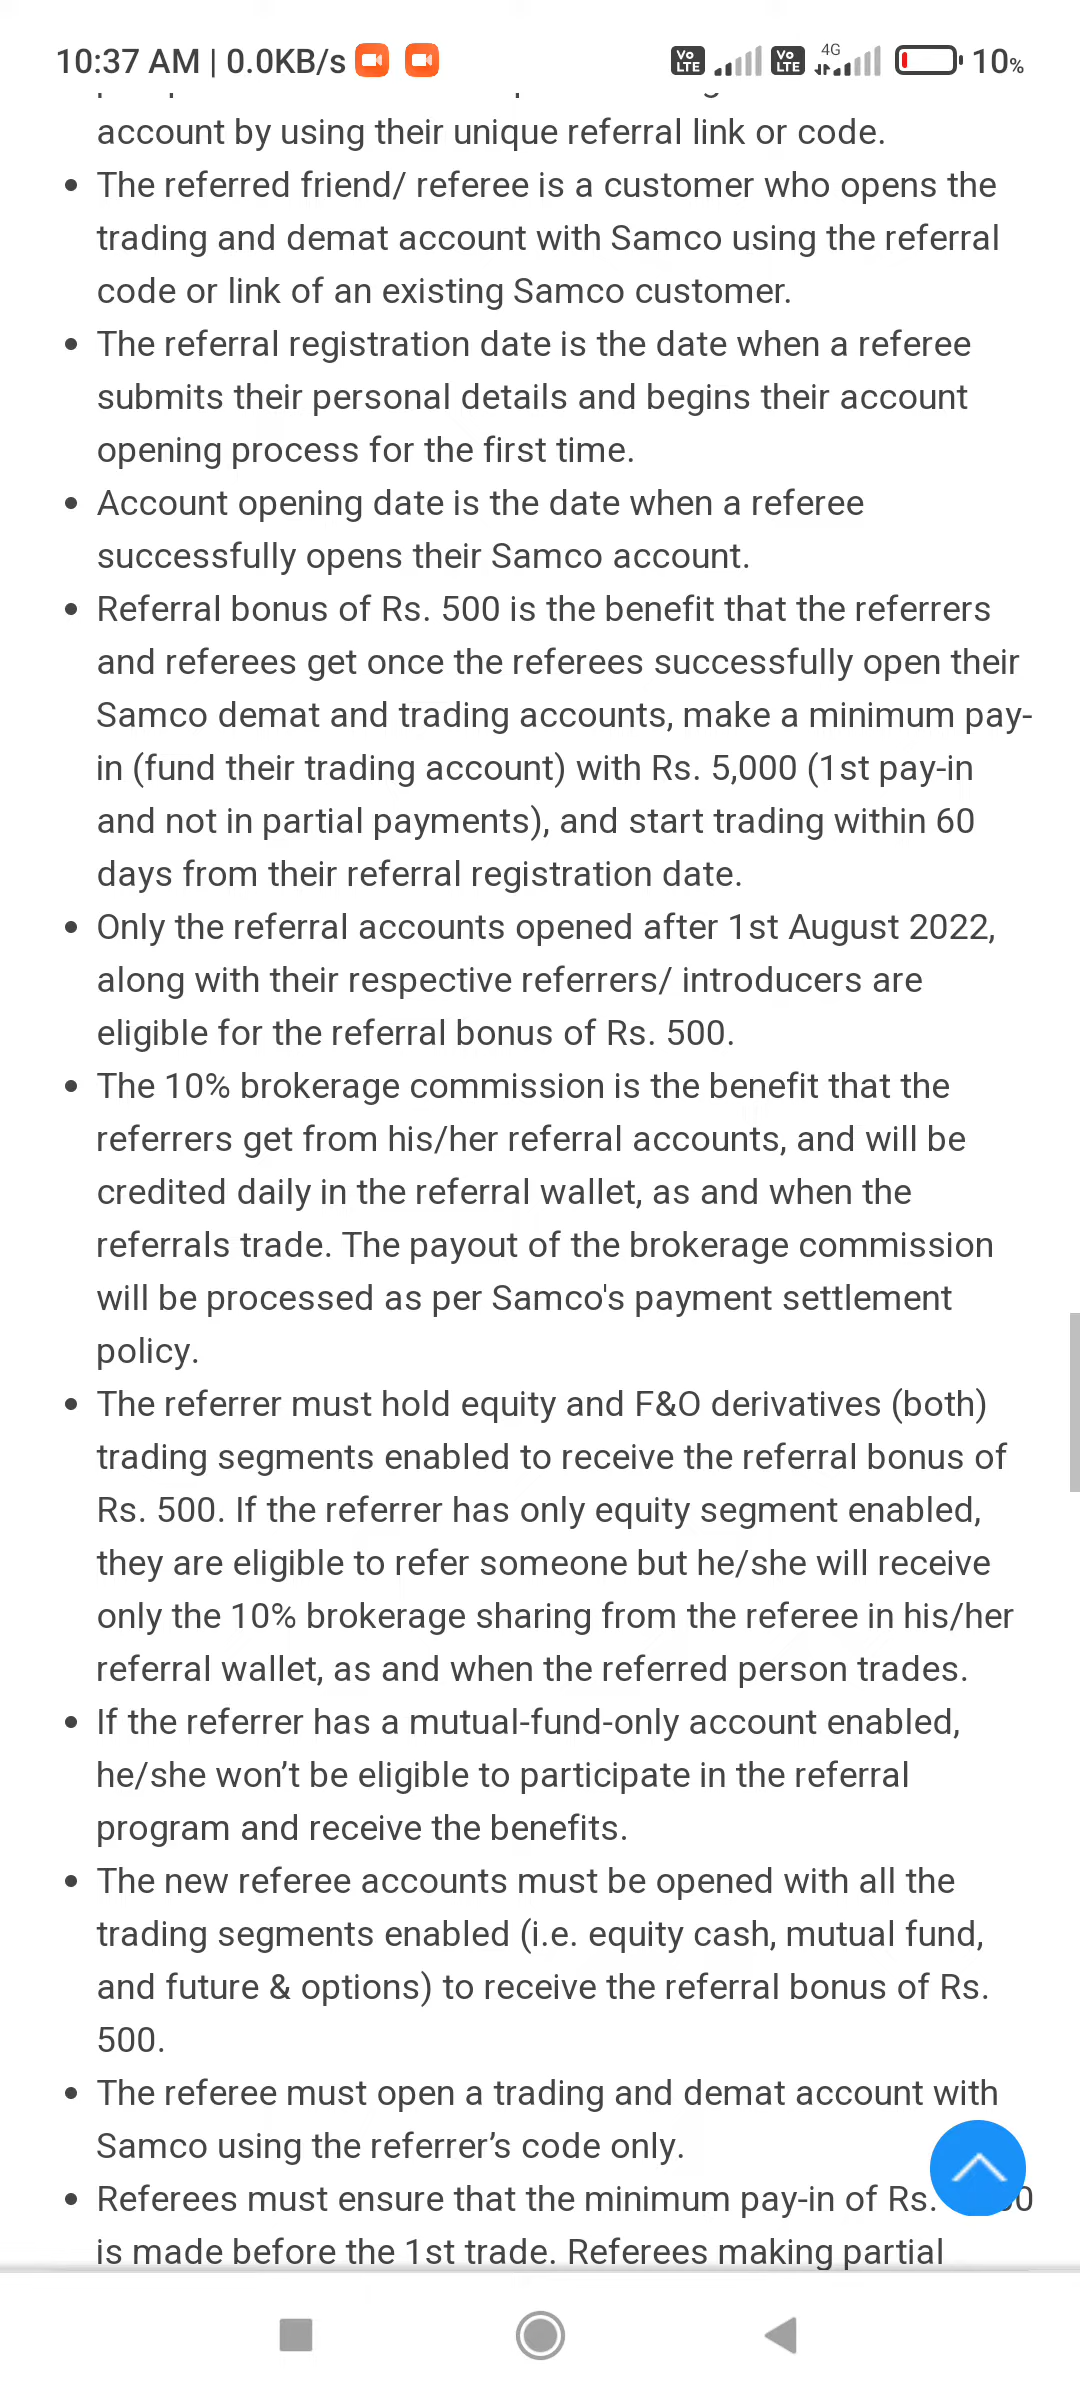 10:37 AM | 0.0KB/s
Vo LTE Vo LTE 4G 10%
account by using their unique referral link or code.
• The referred friend/ referee is a customer who opens the
trading and demat account with Samco using the referral
code or link of an existing Samco customer.
• The referral registration date is the date when a referee
submits their personal details and begins their account
opening process for the first time.
• Account opening date is the date when a referee
successfully opens their Samco account.
• Referral bonus of Rs. 500 is the benefit that the referrers
and referees get once the referees successfully open their
Samco demat and trading accounts, make a minimum pay-
in (fund their trading account) with Rs. 5,000 (1st pay-in
and not in partial payments), and start trading within 60
days from their referral registration date.
• Only the referral accounts opened after 1st August 2022,
along with their respective referrers/ introducers are
eligible for the referral bonus of Rs. 500.
• The 10% brokerage commission is the benefit that the
referrers get from his/her referral accounts, and will be
credited daily in the referral wallet, as and when the
referrals trade. The payout of the brokerage commission
will be processed as per Samco's payment settlement
policy.
• The referrer must hold equity and F&O derivatives (both)
trading segments enabled to receive the referral bonus of
Rs. 500. If the referrer has only equity segment enabled,
they are eligible to refer someone but he/she will receive
only the 10% brokerage sharing from the referee in his/her
referral wallet, as and when the referred person trades.
• If the referrer has a mutual-fund-only account enabled,
he/she won’t be eligible to participate in the referral
program and receive the benefits.
• The new referee accounts must be opened with all the
trading segments enabled (i.e. equity cash, mutual fund,
and future & options) to receive the referral bonus of Rs.
500.
• The referee must open a trading and demat account with
Samco using the referrer’s code only.
• Referees must ensure that the minimum pay-in of Rs.
is made before the 1st trade. Referees making partial